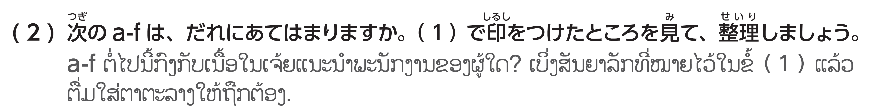 (2) 次のa-fは、だれにあてはまりますか。(1)で印をつけたところを見て、整理しましょう。
a-f ຕໍ່ໄປນີ້ກົງກັບເນື້ອໃນເຈ້ຍແນະນຳພະນັກງານຂອງຜູ້ໃດ? ເບິ່ງສັນຍາລັກທີ່ໝາຍໄວ້ໃນຂໍ້ (1) ແລ້ວ
ຕື່ມໃສ່ຕາຕະລາງໃຫ້ຖືກຕ້ອງ.